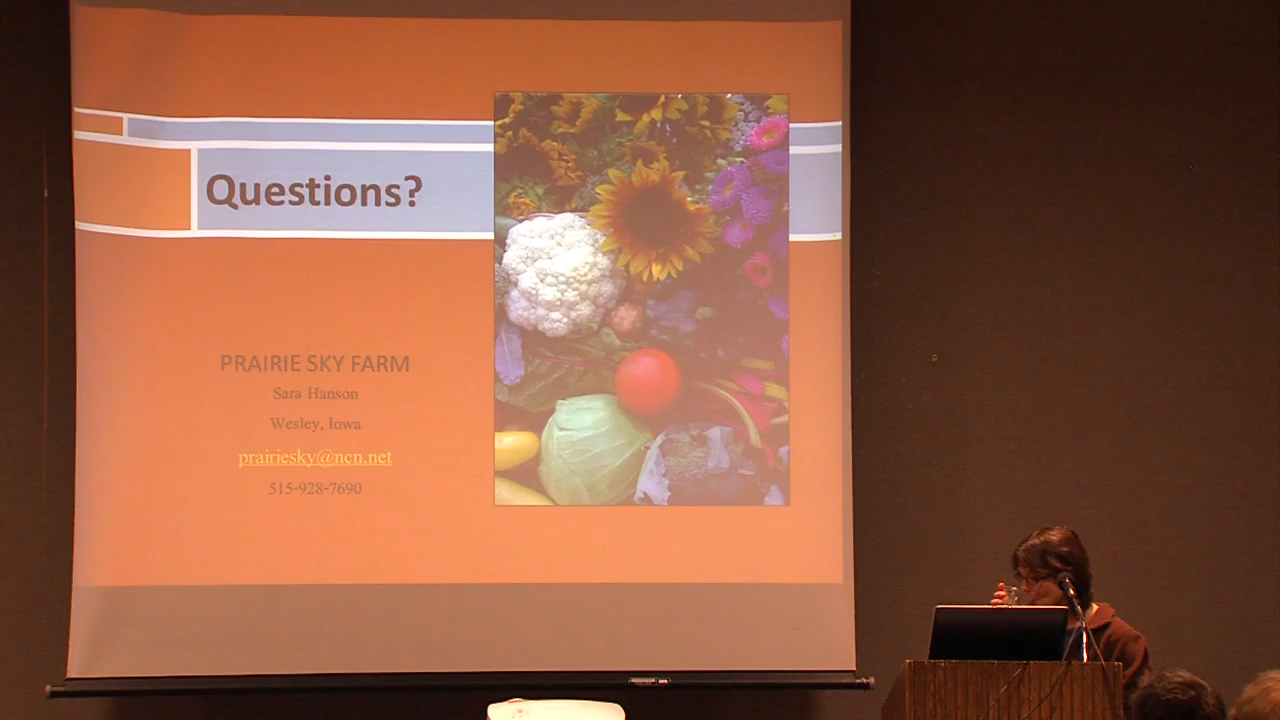 Questions?
PRAIRIE SKY FARM
Sara Hanson
Wesley, Iowa
prairiesky@ncn.net
515-928-7690